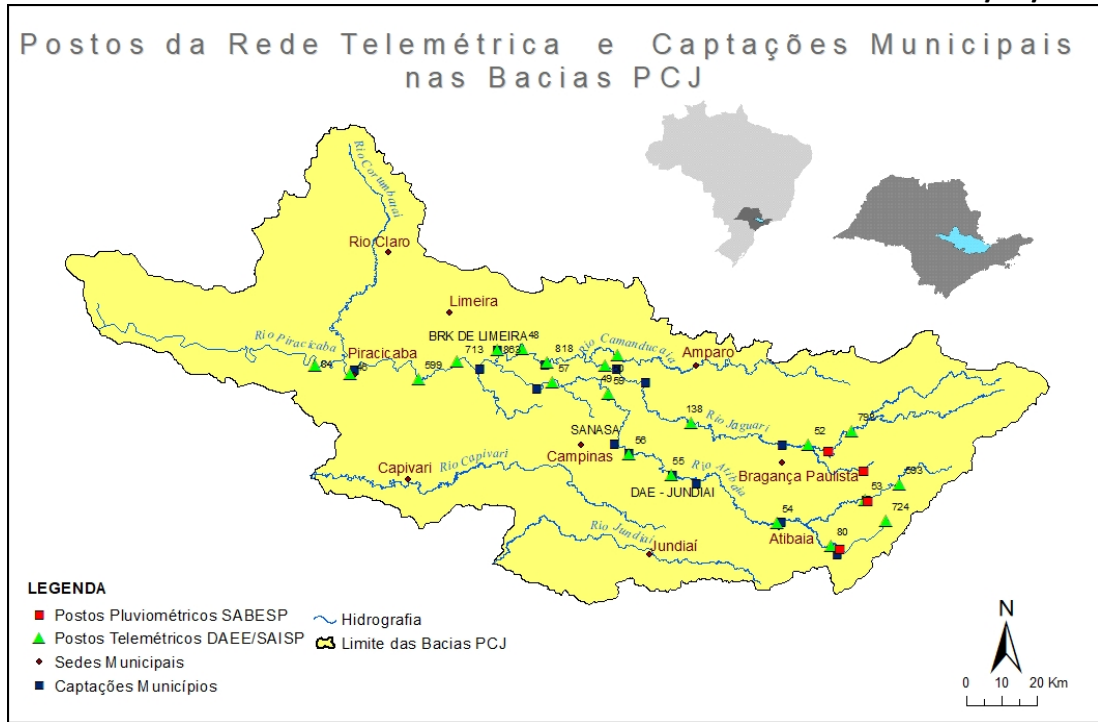 Postos da Rede Telemétrica e Captações Municipais
nas Bacias PCJ
Rio Corumbataí
Rio Claro
Limeira
BRK DE LIMEIRA
48
863
713
818
Rio Camanducaia
Amparo
Rio Piracicaba
Piracicaba
84
599
57
49
59
138
Rio Jaguari
52
798
SANASA
Campinas
56
Bragança Paulista
593
Capivari
Rio Capivari
55
Rio Atibaia
DAE - JUNDIAI
53
724
54
Atibaia
80
Rio Jundiaí
Jundiaí
LEGENDA
Postos Pluviométricos SABESP
Postos Telemétricos DAEE/SAISP
Sedes Municipais
Captações Municípios
Hidrografia
Limite das Bacias PCJ
N
0 10 20 Km